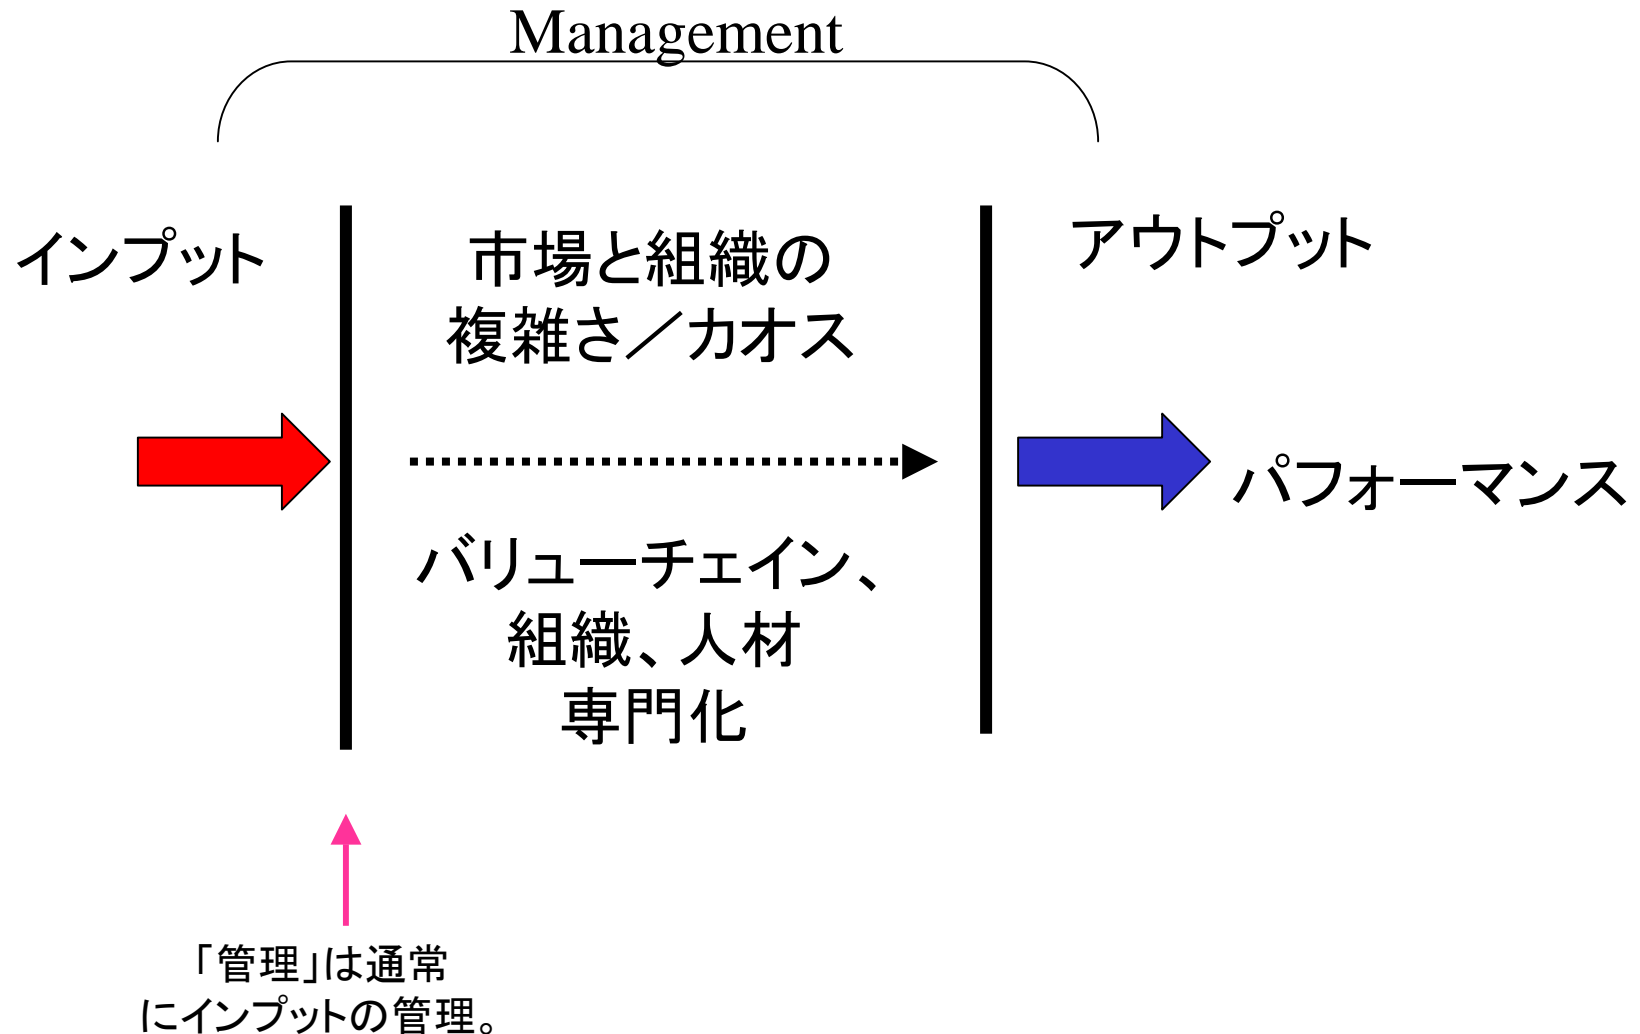 Management
インプット
市場と組織の
複雑さ／カオス
アウトプット
パフォーマンス
バリューチェイン、
組織、人材
専門化
「管理」は通常
にインプットの管理。